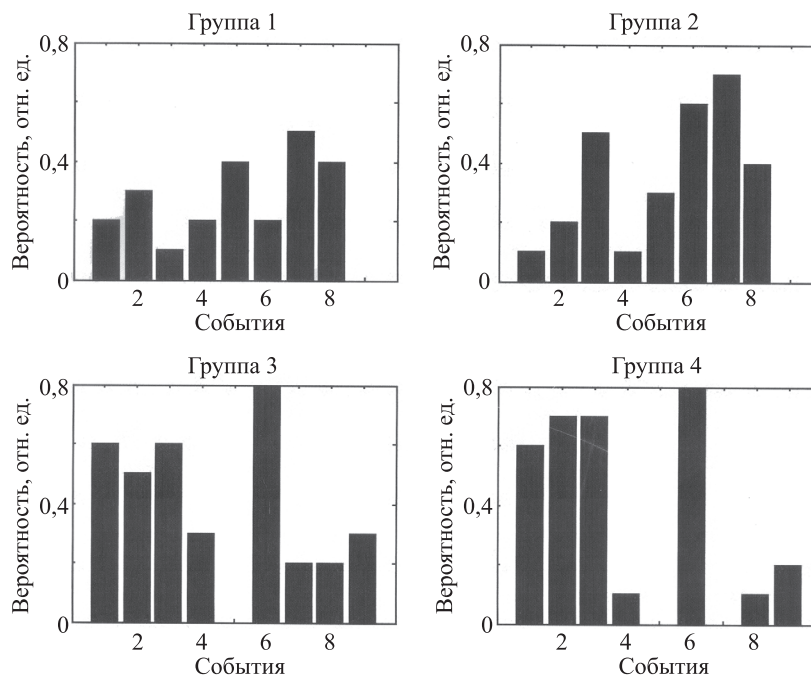 Группа 1
Вероятность, отн. ед.
0,8
0,4
0
2 4 6 8
События
Группа 2
Вероятность, отн. ед.
0,8
0,4
0
2 4 6 8
События
Группа 3
Вероятность, отн. ед.
0,8
0,4
0
2 4 6 8
События
Группа 4
Вероятность, отн. ед.
0,8
0,4
0
2 4 6 8
События